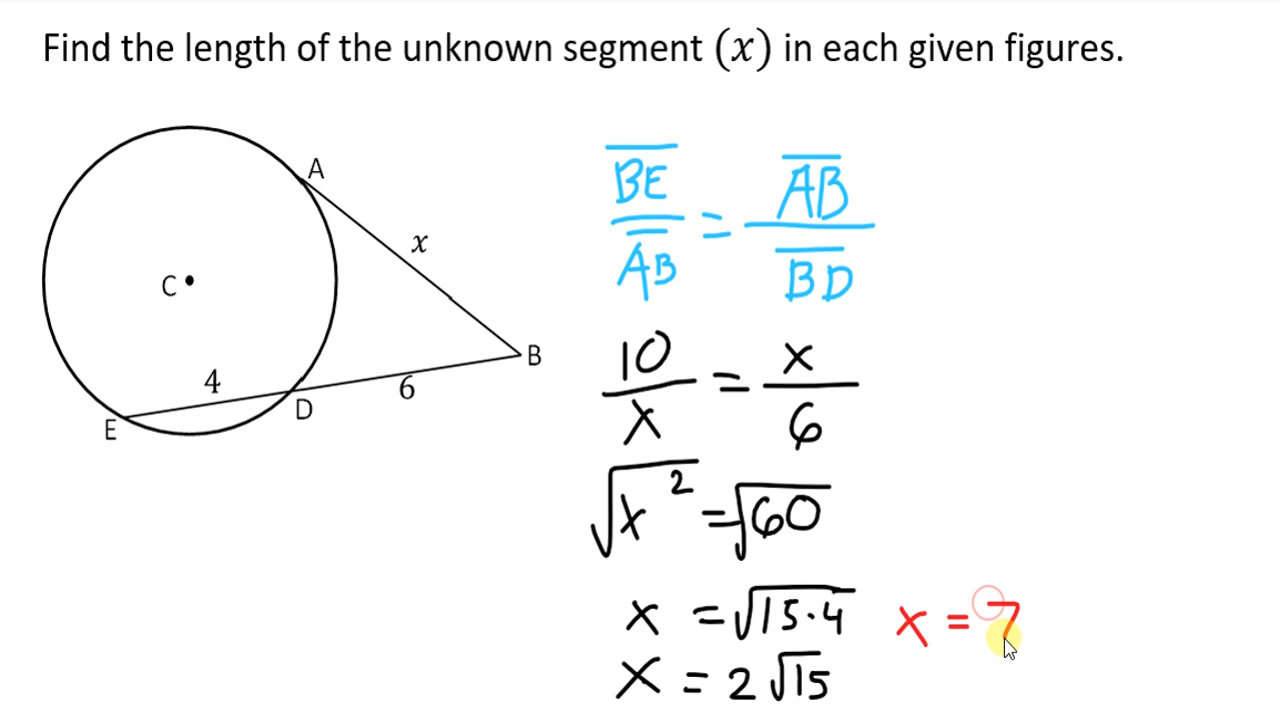 Find the length of the unknown segment (x) in each given figures.
A
x
C
B
4
6
D
E
BE/AB = AB/BD
10/x = x/6
√x² = √60
x = √15·4
x = 7
x = 2√15